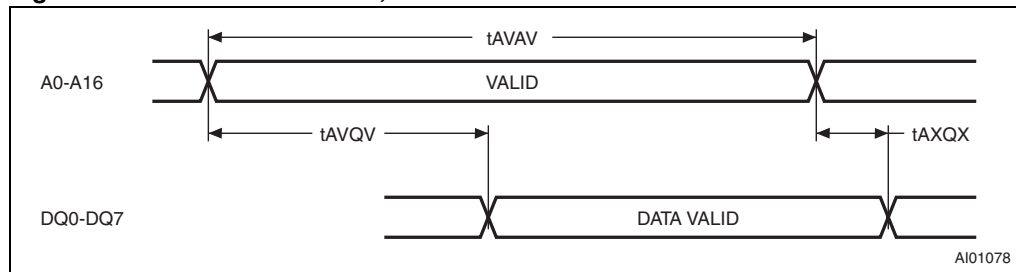 tAVAV
A0-A16 VALID
tAVQV tAXQX
DQ0-DQ7 DATA VALID
AI01078